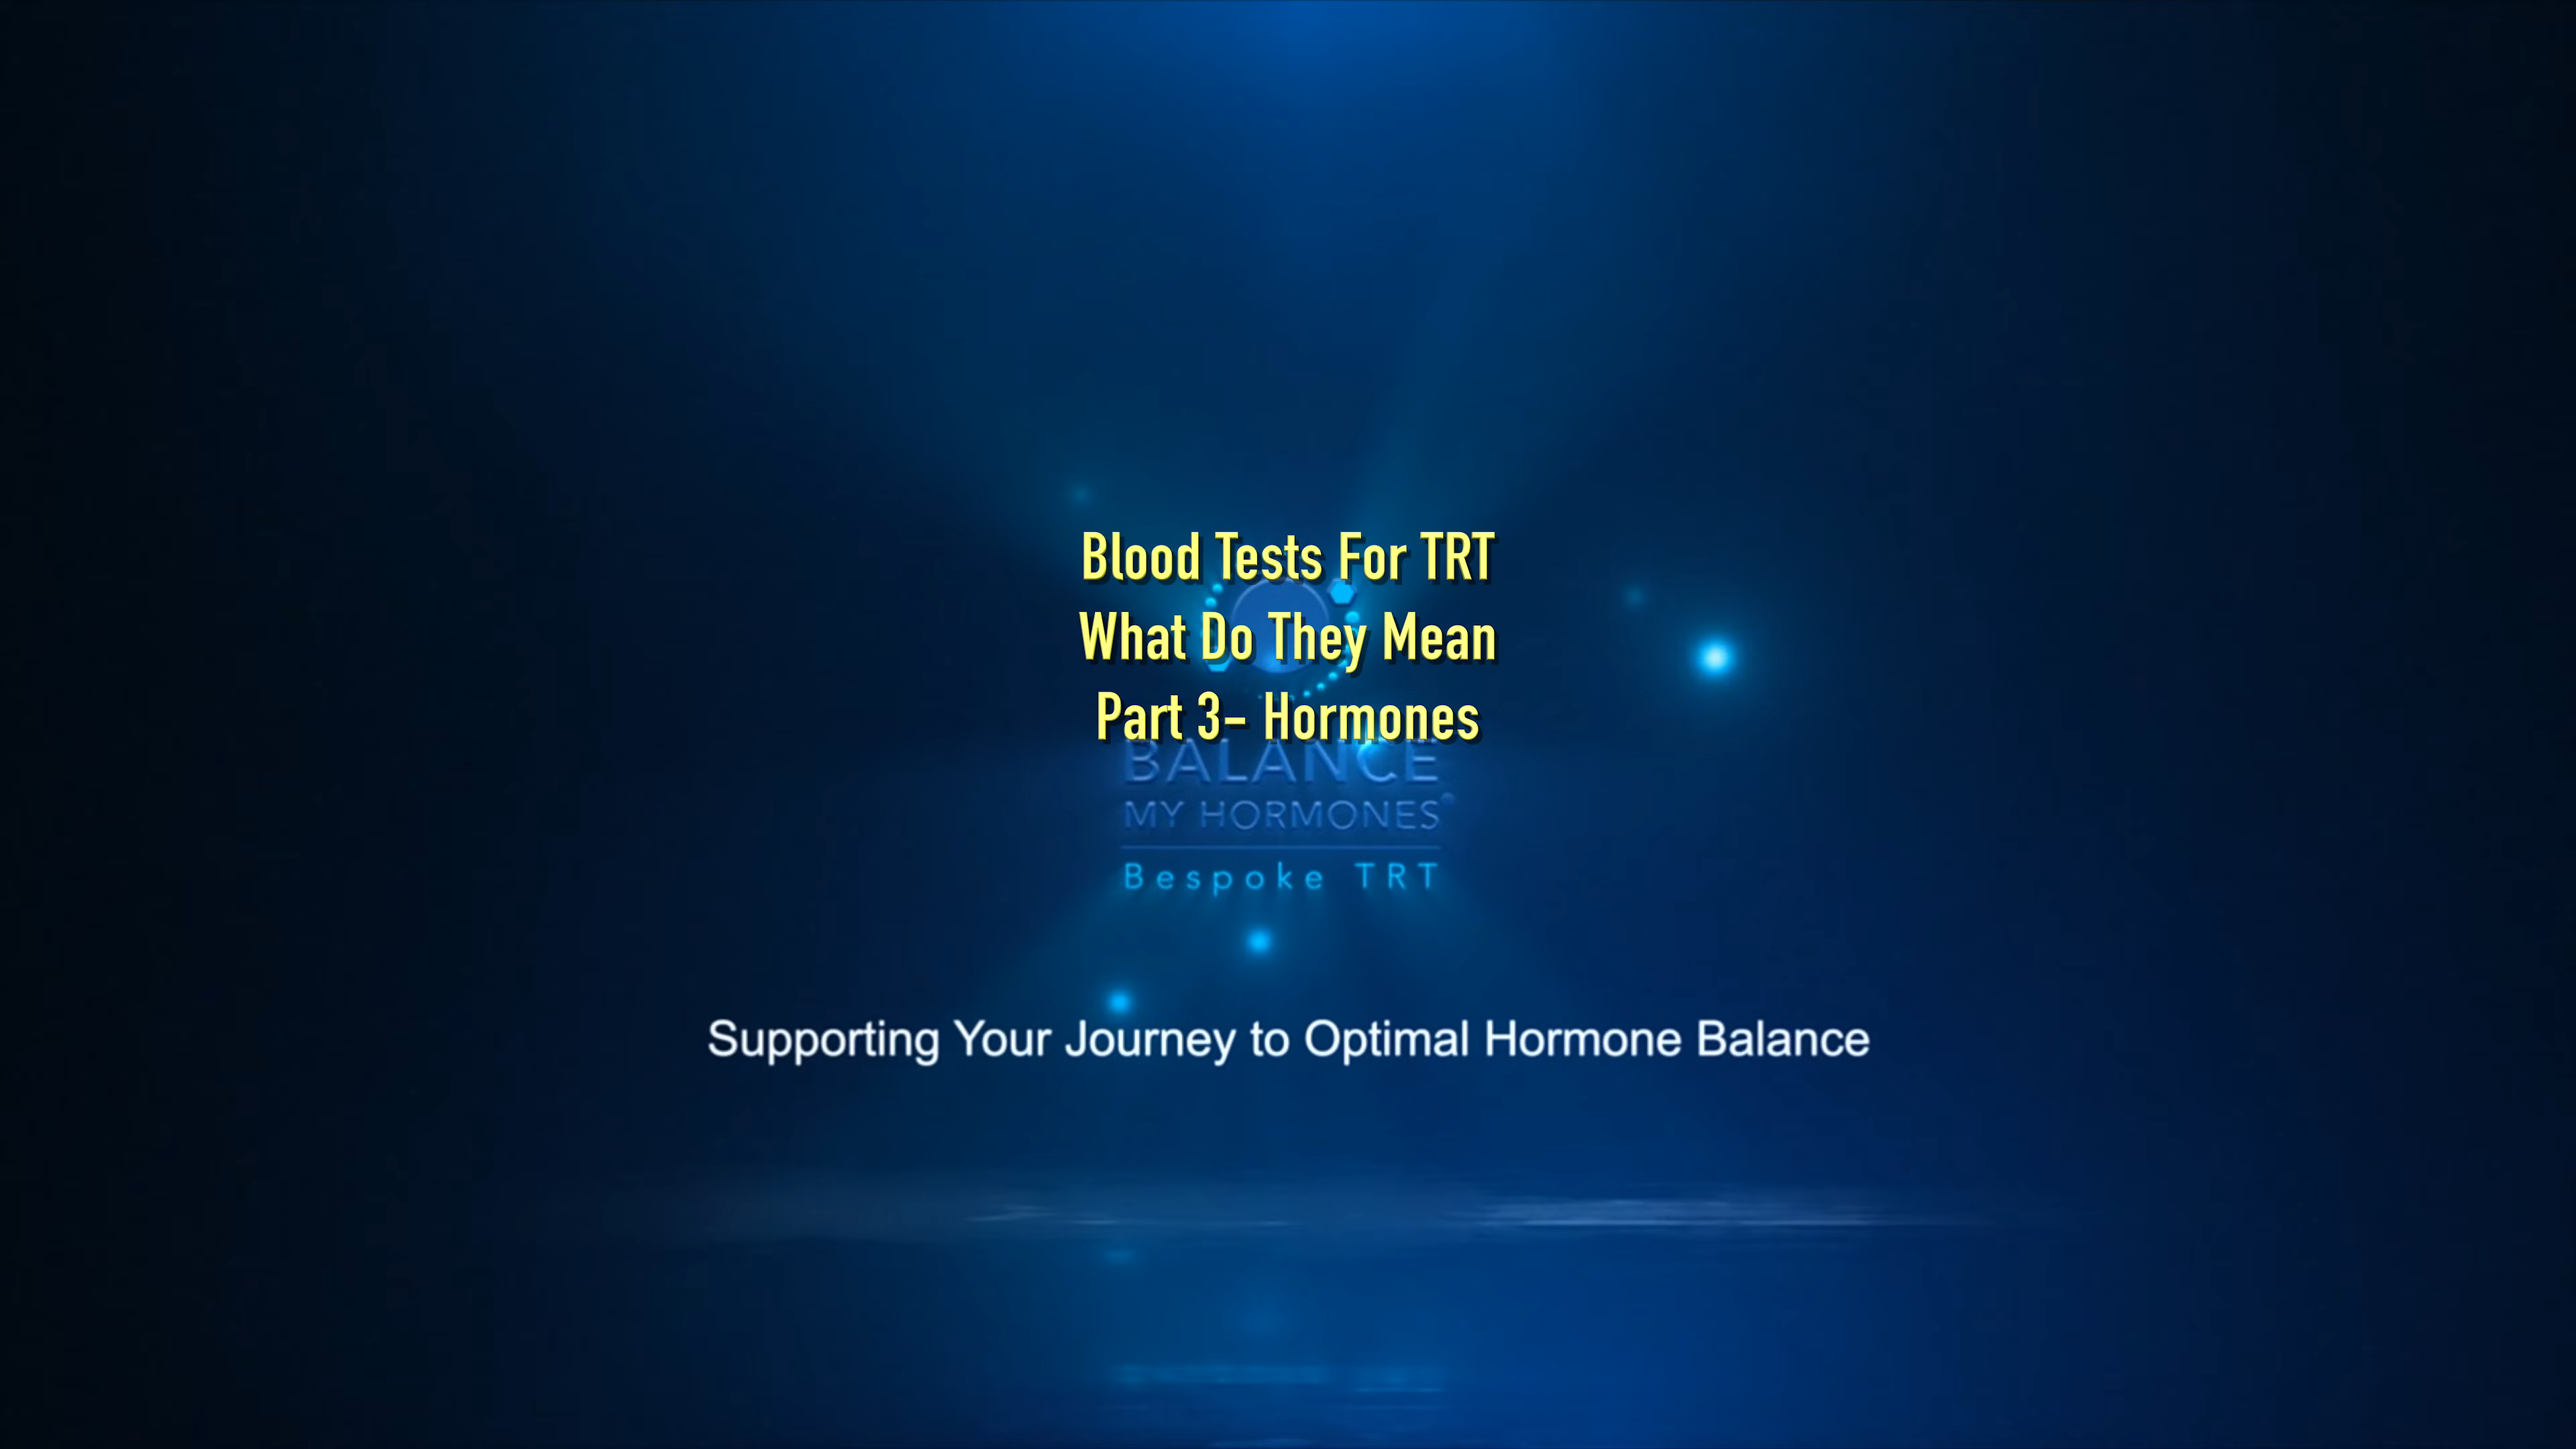 Blood Tests For TRT
What Do They Mean
Part 3- Hormones
BALANCE
MY HORMONES®
Bespoke TRT
Supporting Your Journey to Optimal Hormone Balance